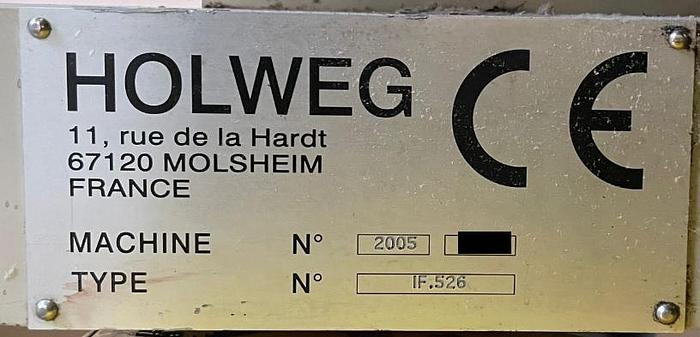 HOLWEG CE
11, rue de la Hardt
67120 MOLSHEIM
FRANCE
MACHINE N° 2005
TYPE N° IF.526